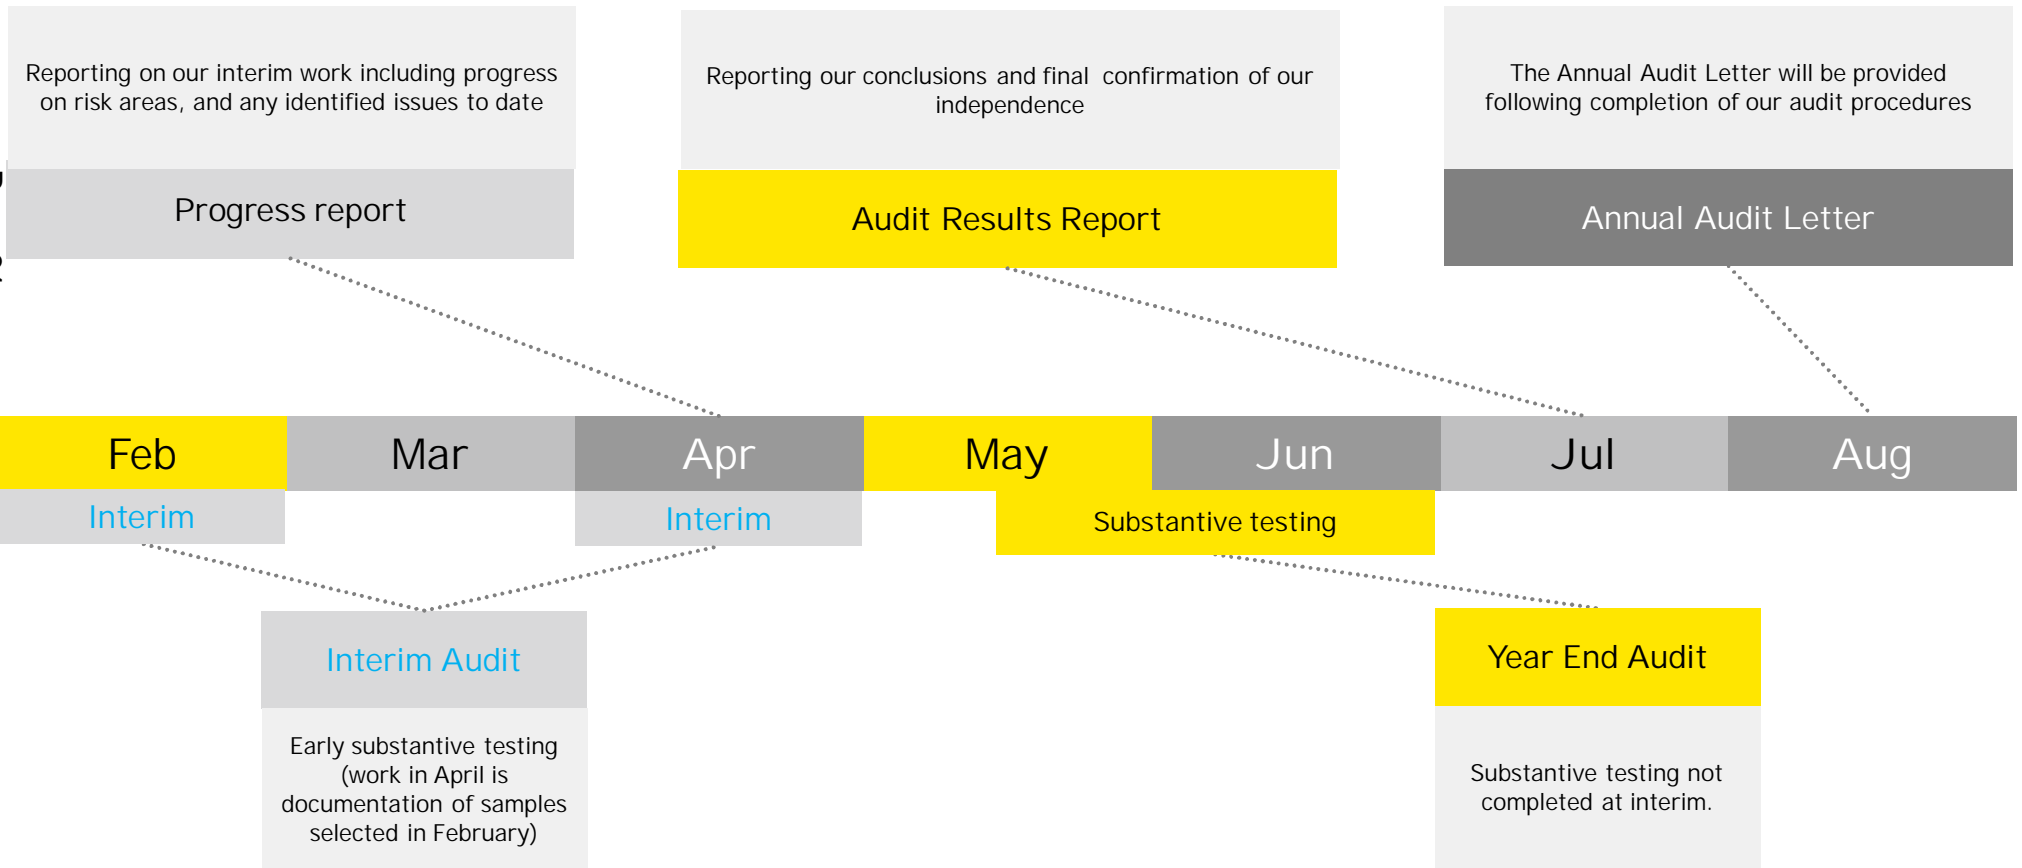 Reporting on our interim work including progress
on risk areas, and any identified issues to date
Progress report
Reporting our conclusions and final confirmation of our
independence
Audit Results Report
The Annual Audit Letter will be provided
following completion of our audit procedures
Annual Audit Letter
Feb
Mar
Apr
May
Jun
Jul
Aug
Interim
Interim
Substantive testing
Interim Audit
Early substantive testing
(work in April is
documentation of samples
selected in February)
Year End Audit
Substantive testing not
completed at interim.